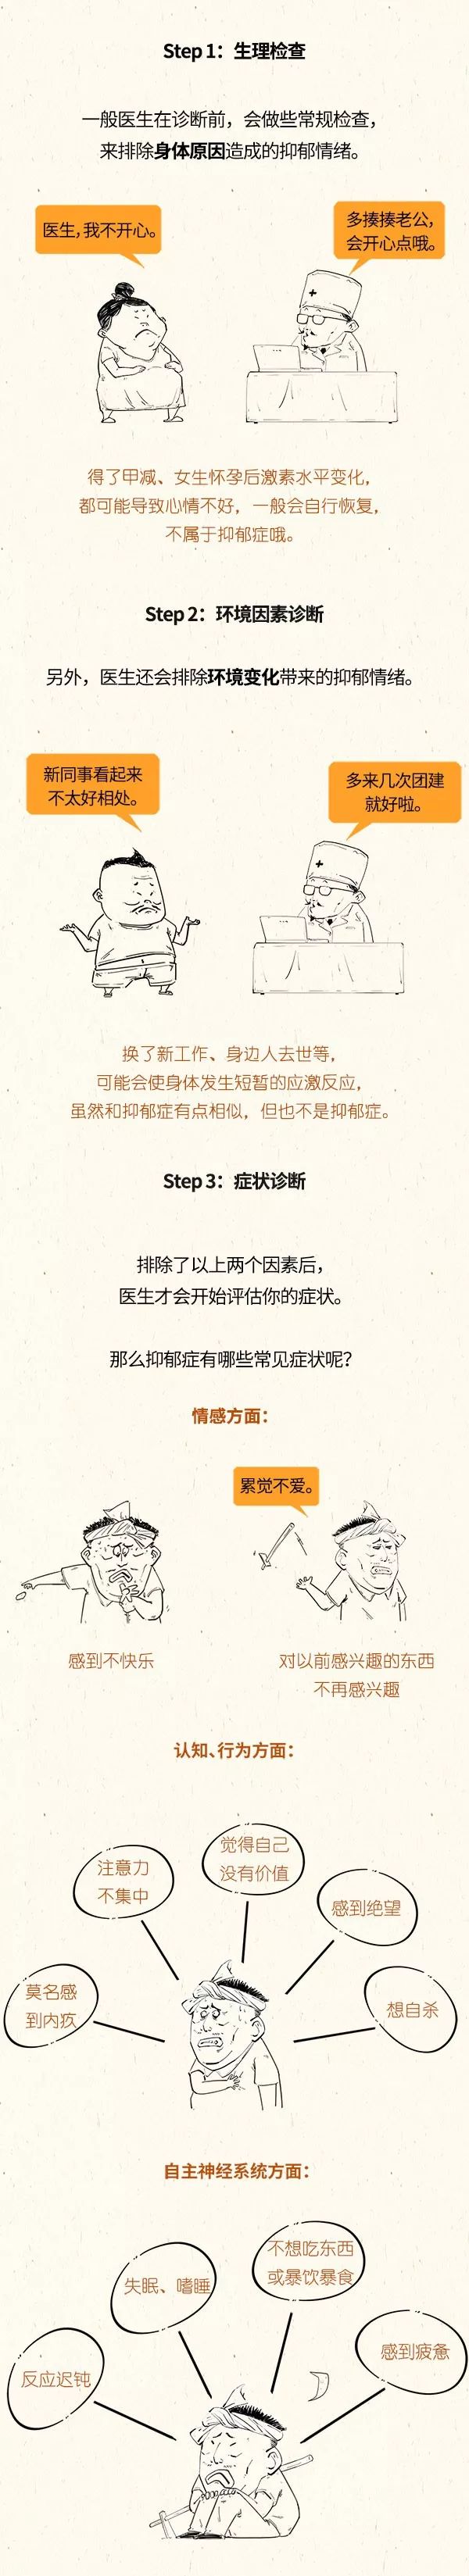 Step 1：生理检查
一般医生在诊断前，会做些常规检查，
来排除身体原因造成的抑郁情绪。
医生，我不开心。
多揍揍老公，
会开心点哦。
得了甲减、女生怀孕后激素水平变化，
都可能导致心情不好，一般会自行恢复，
不属于抑郁症哦。
Step 2：环境因素诊断
另外，医生还会排除环境变化带来的抑郁情绪。
新同事看起来
不太好相处。
多来几次团建
就好啦。
换了新工作、身边人去世等，
可能会使身体发生短暂的应激反应，
虽然和抑郁症有点相似，但也不是抑郁症。
Step 3：症状诊断
排除了以上两个因素后，
医生才会开始评估你的症状。
那么抑郁症有哪些常见症状呢？
情感方面：
累觉不爱。
感到不快乐
对以前感兴趣的东西
不再感兴趣
认知、行为方面：
觉得自己
没有价值
注意力
不集中
感到绝望
莫名感
到内疚
想自杀
自主神经系统方面：
不想吃东西
或暴饮暴食
失眠、嗜睡
感到疲惫
反应迟钝